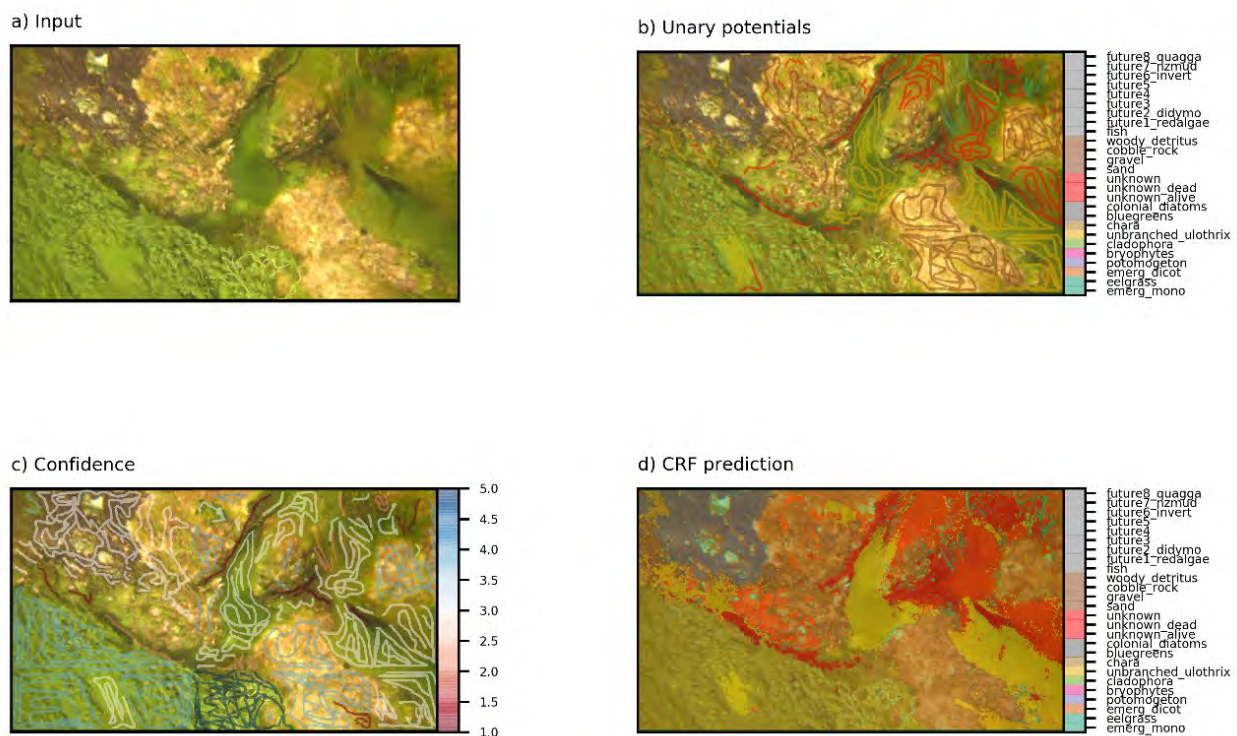 a) Input
b) Unary potentials
future8_quagga
future7_nzmud
future6_invert
future5
future4
future3
future2_didymo
future1_redalgae
fish
woody_detritus
cobble_rock
gravel
sand
unknown
unknown_dead
unknown_alive
colonial_diatoms
bluegreens
chara
unbranched_ulothrix
cladophora
bryophytes
potomogeton
emerg_dicot
eelgrass
emerg_mono
c) Confidence
5.0
4.5
4.0
3.5
3.0
2.5
2.0
1.5
1.0
d) CRF prediction
future8_quagga
future7_nzmud
future6_invert
future5
future4
future3
future2_didymo
future1_redalgae
fish
woody_detritus
cobble_rock
gravel
sand
unknown
unknown_dead
unknown_alive
colonial_diatoms
bluegreens
chara
unbranched_ulothrix
cladophora
bryophytes
potomogeton
emerg_dicot
eelgrass
emerg_mono